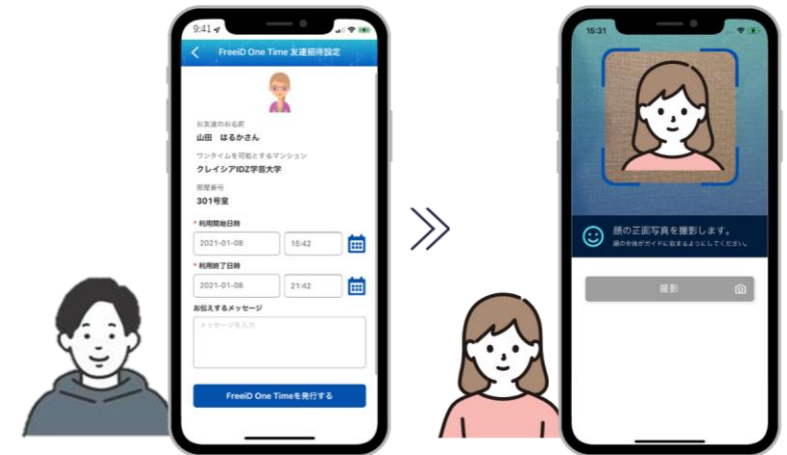 9:41
FreeiD One Time 友達招待設定
お友達のお名前
山田 はるかさん
ワンタイムを可能とするマンション
クレイシアIDZ学芸大学
部屋番号
301号室
* 利用開始日時
2021-01-08 15:42
* 利用終了日時
2021-01-08 21:42
お伝えするメッセージ
メッセージを入力
FreeiD One Timeを発行する
15:31
顔の正面写真を撮影します。
顔の全体がガイドに収まるようにしてください。
撮影